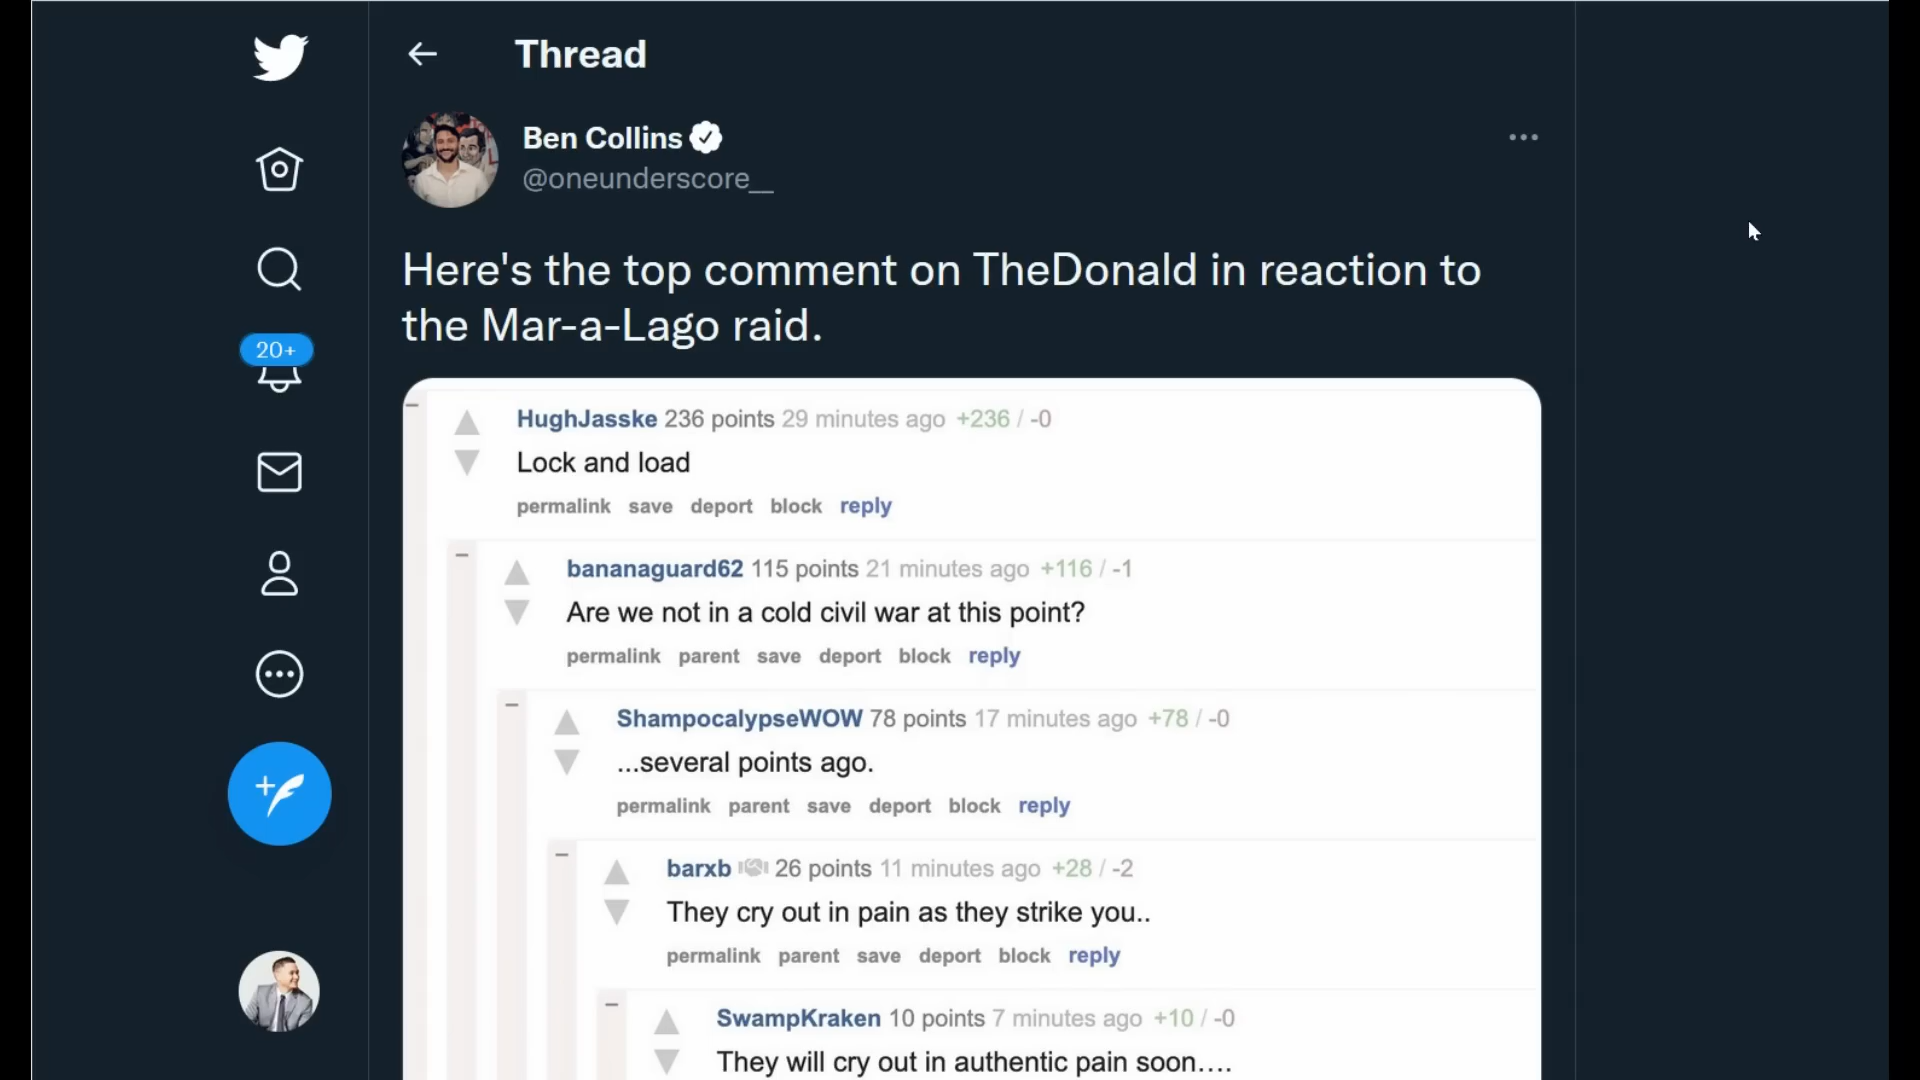 Thread
Ben Collins
@oneunderscore__
Here's the top comment on TheDonald in reaction to
the Mar-a-Lago raid.
20+
HughJasske 236 points 29 minutes ago +236 / -0
Lock and load
permalink save deport block reply
bananaguard62 115 points 21 minutes ago +116 / -1
Are we not in a cold civil war at this point?
permalink parent save deport block reply
ShampocalypseWOW 78 points 17 minutes ago +78 / -0
...several points ago.
permalink parent save deport block reply
barxb 26 points 11 minutes ago +28 / -2
They cry out in pain as they strike you..
permalink parent save deport block reply
SwampKraken 10 points 7 minutes ago +10 / -0
They will cry out in authentic pain soon....